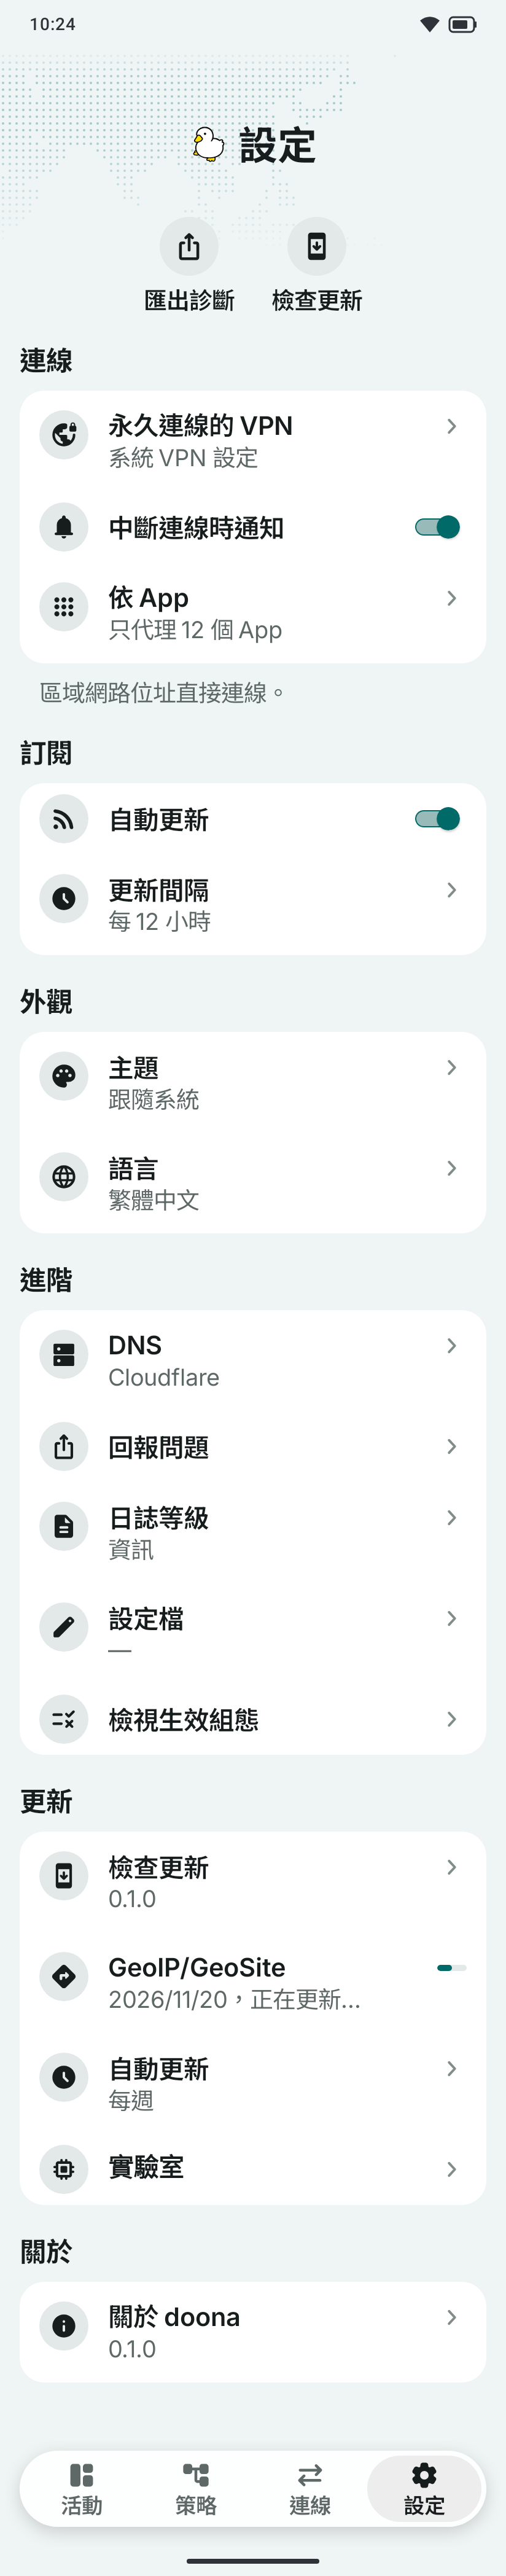 10:24
設定
匯出診斷
檢查更新
連線
永久連線的 VPN
系統 VPN 設定
中斷連線時通知
依 App
只代理 12 個 App
區域網路位址直接連線。
訂閱
自動更新
更新間隔
每 12 小時
外觀
主題
跟隨系統
語言
繁體中文
進階
DNS
Cloudflare
回報問題
日誌等級
資訊
設定檔
—
檢視生效組態
更新
檢查更新
0.1.0
GeoIP/GeoSite
2026/11/20，正在更新…
自動更新
每週
實驗室
關於
關於 doona
0.1.0
活動
策略
連線
設定